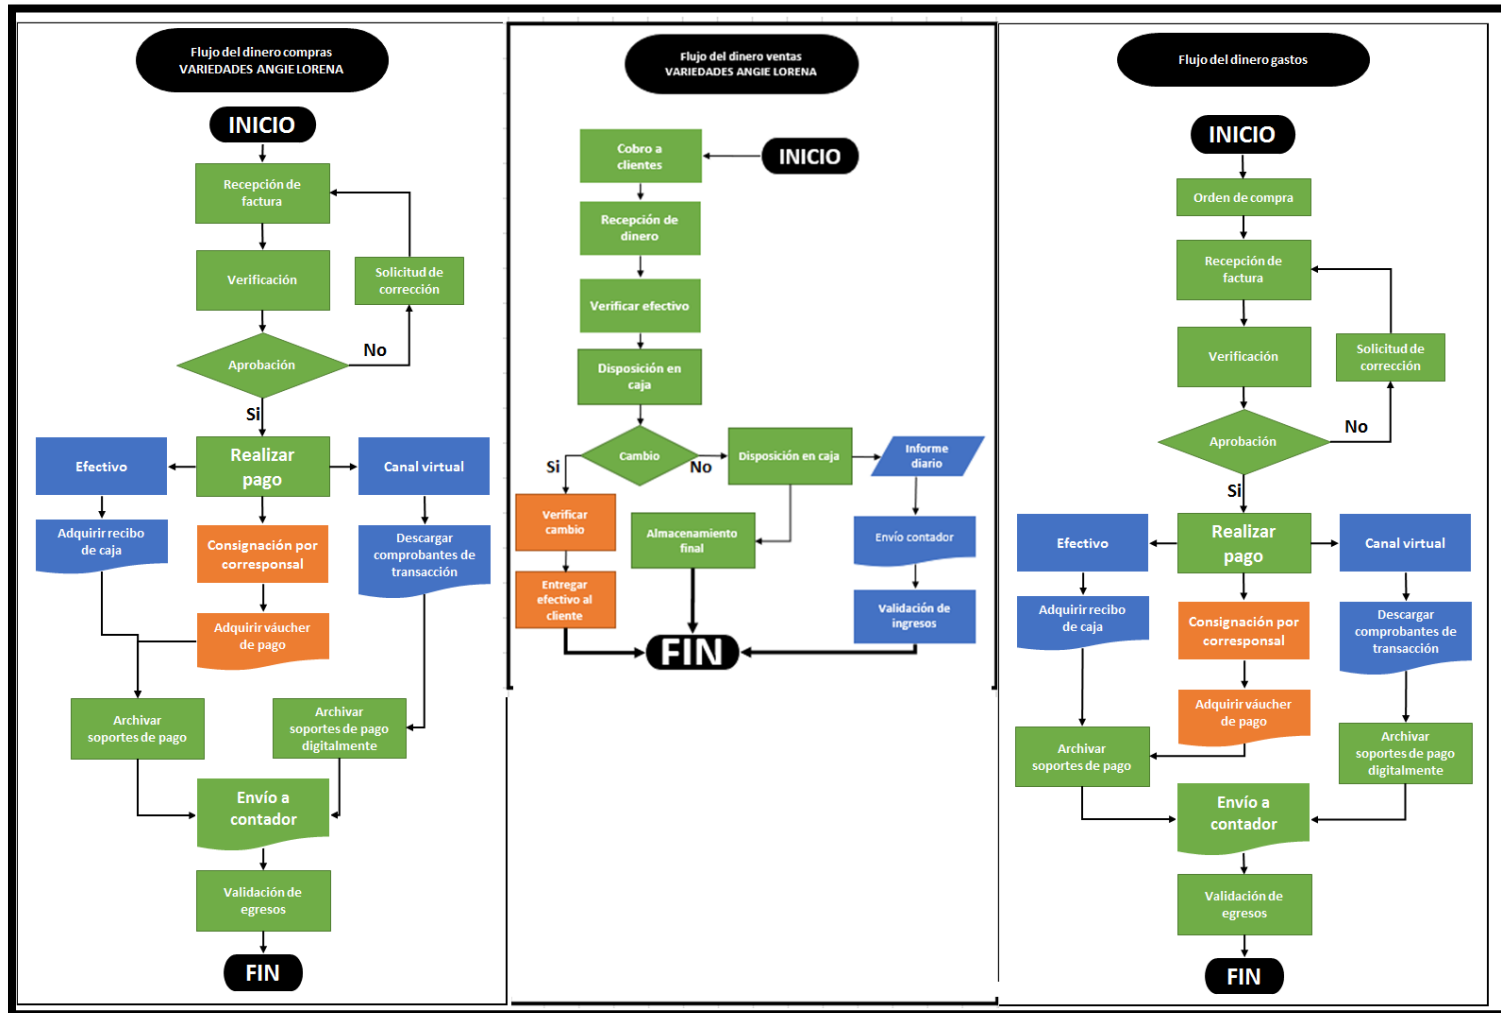 Flujo del dinero compras
VARIEDADES ANGIE LORENA
INICIO
Recepción de
factura
Verificación
Solicitud de
corrección
Aprobación
No
Si
Efectivo
Realizar
pago
Canal virtual
Adquirir recibo
de caja
Consignación por
corresponsal
Descargar
comprobantes de
transacción
Adquirir váucher
de pago
Archivar
soportes de pago
Archivar
soportes de pago
digitalmente
Envío a
contador
Validación de
egresos
FIN
Flujo del dinero ventas
VARIEDADES ANGIE LORENA
INICIO
Cobro a
clientes
Recepción de
dinero
Verificar efectivo
Disposición en
caja
Cambio
Si
No
Disposición en caja
Informe
diario
Verificar
cambio
Almacenamiento
final
Envío contador
Entregar
efectivo al
cliente
Validación de
ingresos
FIN
Flujo del dinero gastos
INICIO
Orden de compra
Recepción de
factura
Verificación
Solicitud de
corrección
Aprobación
No
Si
Efectivo
Realizar
pago
Canal virtual
Adquirir recibo
de caja
Consignación por
corresponsal
Descargar
comprobantes de
transacción
Adquirir váucher
de pago
Archivar
soportes de pago
Archivar
soportes de pago
digitalmente
Envío a
contador
Validación de
egresos
FIN